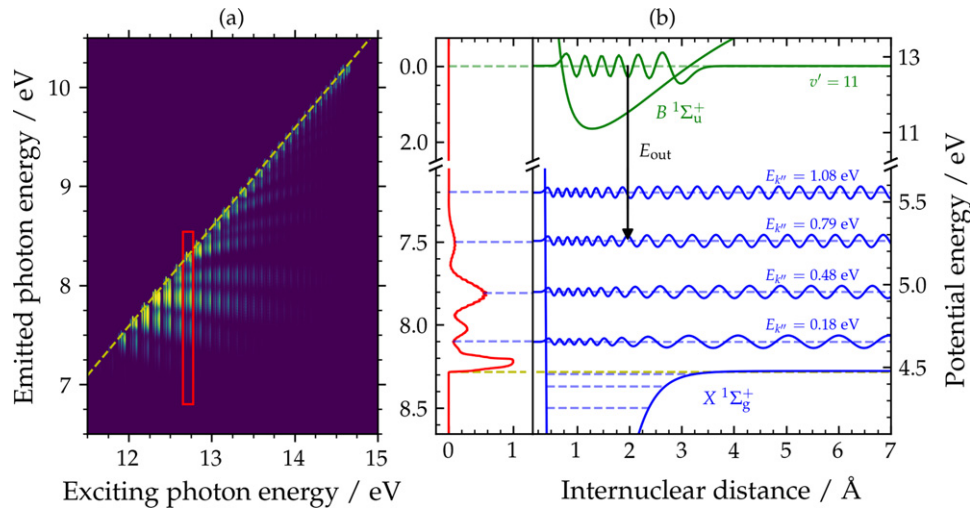 (a)
(b)
10
9
8
7
12
13
14
15
Emitted photon energy / eV
Exciting photon energy / eV
0.0
2.0
7.5
8.0
8.5
0
1
1
2
3
4
5
6
7
Internuclear distance / Å
13
11
5.5
5.0
4.5
Potential energy / eV
v′ = 11
B ¹Σᵤ⁺
E_out
E_k″ = 1.08 eV
E_k″ = 0.79 eV
E_k″ = 0.48 eV
E_k″ = 0.18 eV
X ¹Σg⁺